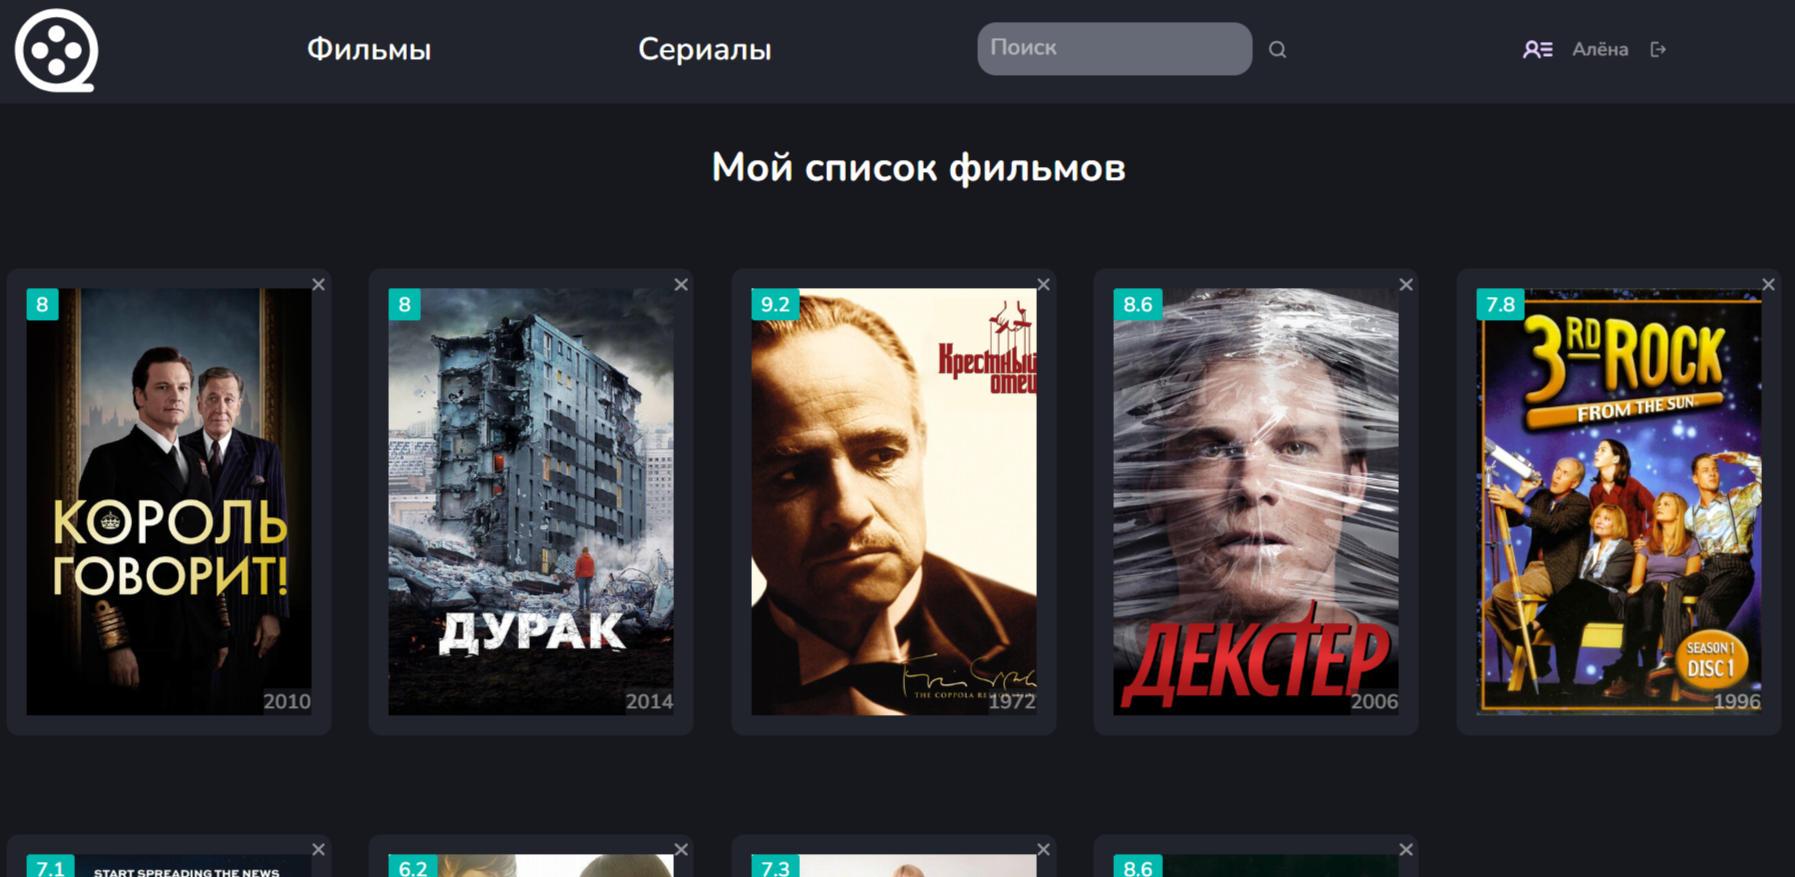 Фильмы
Сериалы
Поиск
Алёна
Мой список фильмов
8
КОРОЛЬ
ГОВОРИТ!
2010
8
ДУРАК
2014
9.2
Крестный
отец
THE COPPOLA
1972
8.6
ДЕКСТЕР
2006
7.8
3RD ROCK
FROM THE SUN
SEASON 1
DISC 1
1996
7.1
START SPREADING THE NEWS
6.2
7.3
8.6